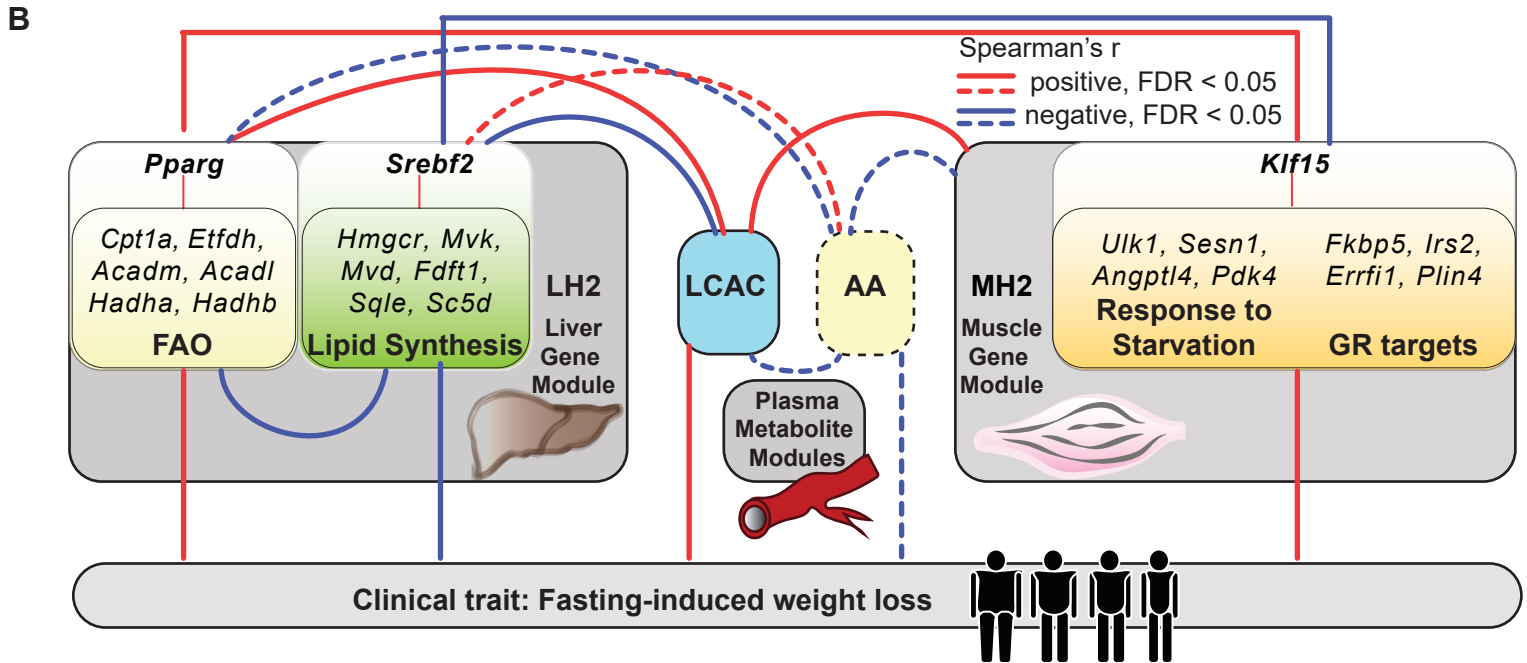 B
Spearman's r
positive, FDR < 0.05
negative, FDR < 0.05
Pparg
Cpt1a, Etfdh,
Acadm, Acadl
Hadha, Hadhb
FAO
Srebf2
Hmgcr, Mvk,
Mvd, Fdft1,
Sqle, Sc5d
Lipid Synthesis
LH2
Liver
Gene
Module
LCAC
AA
Plasma
Metabolite
Modules
MH2
Muscle
Gene
Module
Klf15
Ulk1, Sesn1,
Angptl4, Pdk4
Response to
Starvation
Fkbp5, Irs2,
Errfi1, Plin4
GR targets
Clinical trait: Fasting-induced weight loss